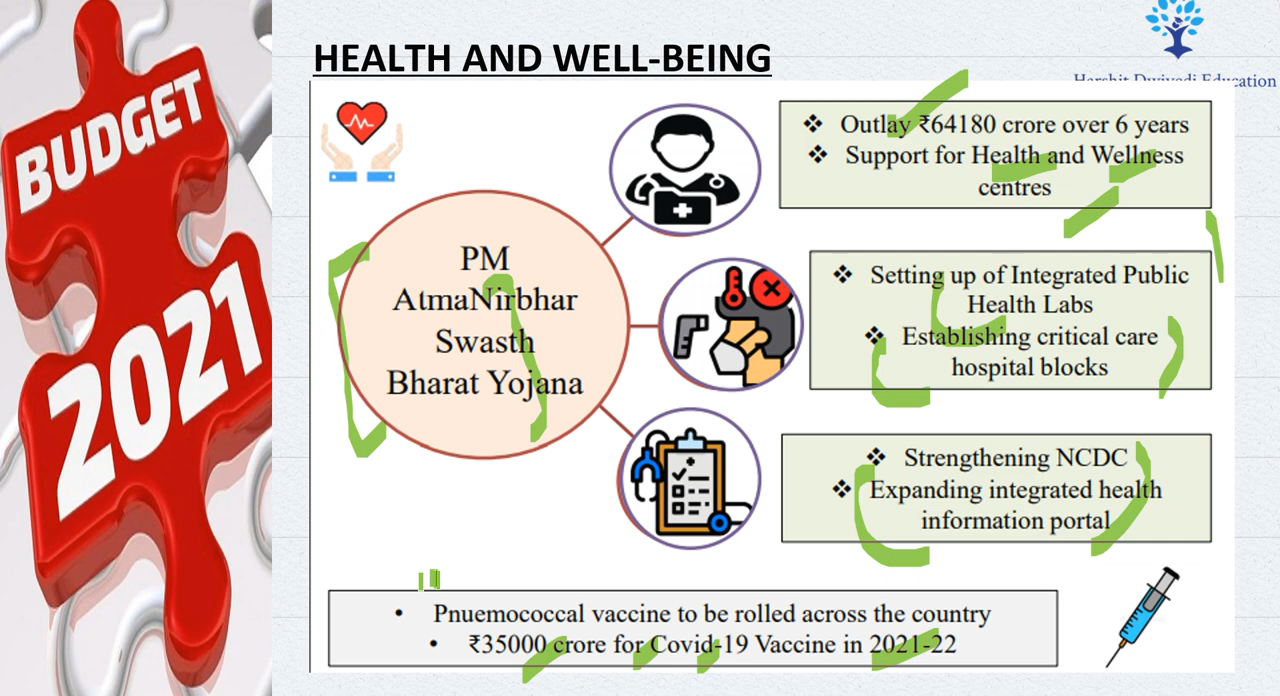 BUDGET
2021
HEALTH AND WELL-BEING
Harshit Dwivedi Education
PM
AtmaNirbhar
Swasth
Bharat Yojana
❖ Outlay ₹64180 crore over 6 years
❖ Support for Health and Wellness
centres
❖ Setting up of Integrated Public
Health Labs
❖ Establishing critical care
hospital blocks
❖ Strengthening NCDC
❖ Expanding integrated health
information portal
• Pnuemococcal vaccine to be rolled across the country
• ₹35000 crore for Covid-19 Vaccine in 2021-22